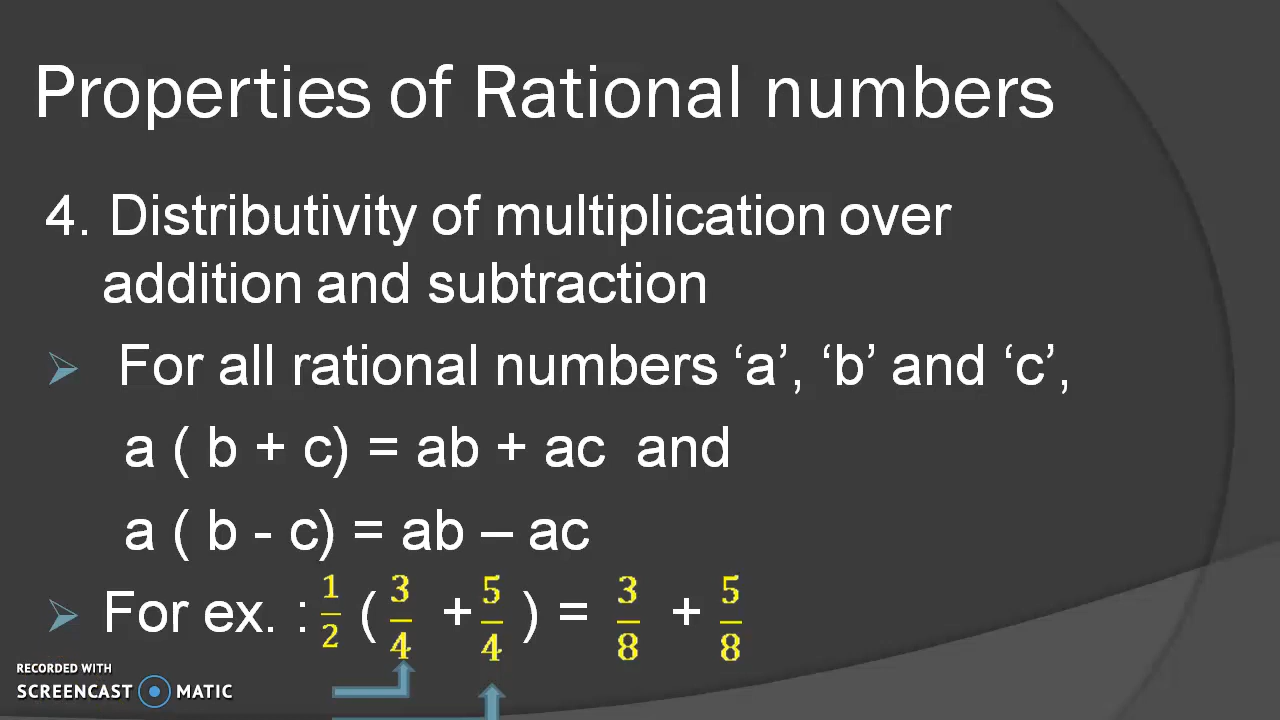 Properties of Rational numbers
4. Distributivity of multiplication over
addition and subtraction
For all rational numbers ‘a’, ‘b’ and ‘c’,
a ( b + c) = ab + ac and
a ( b - c) = ab – ac
For ex. : 1/2 ( 3/4 + 5/4 ) = 3/8 + 5/8
RECORDED WITH
SCREENCAST MATIC